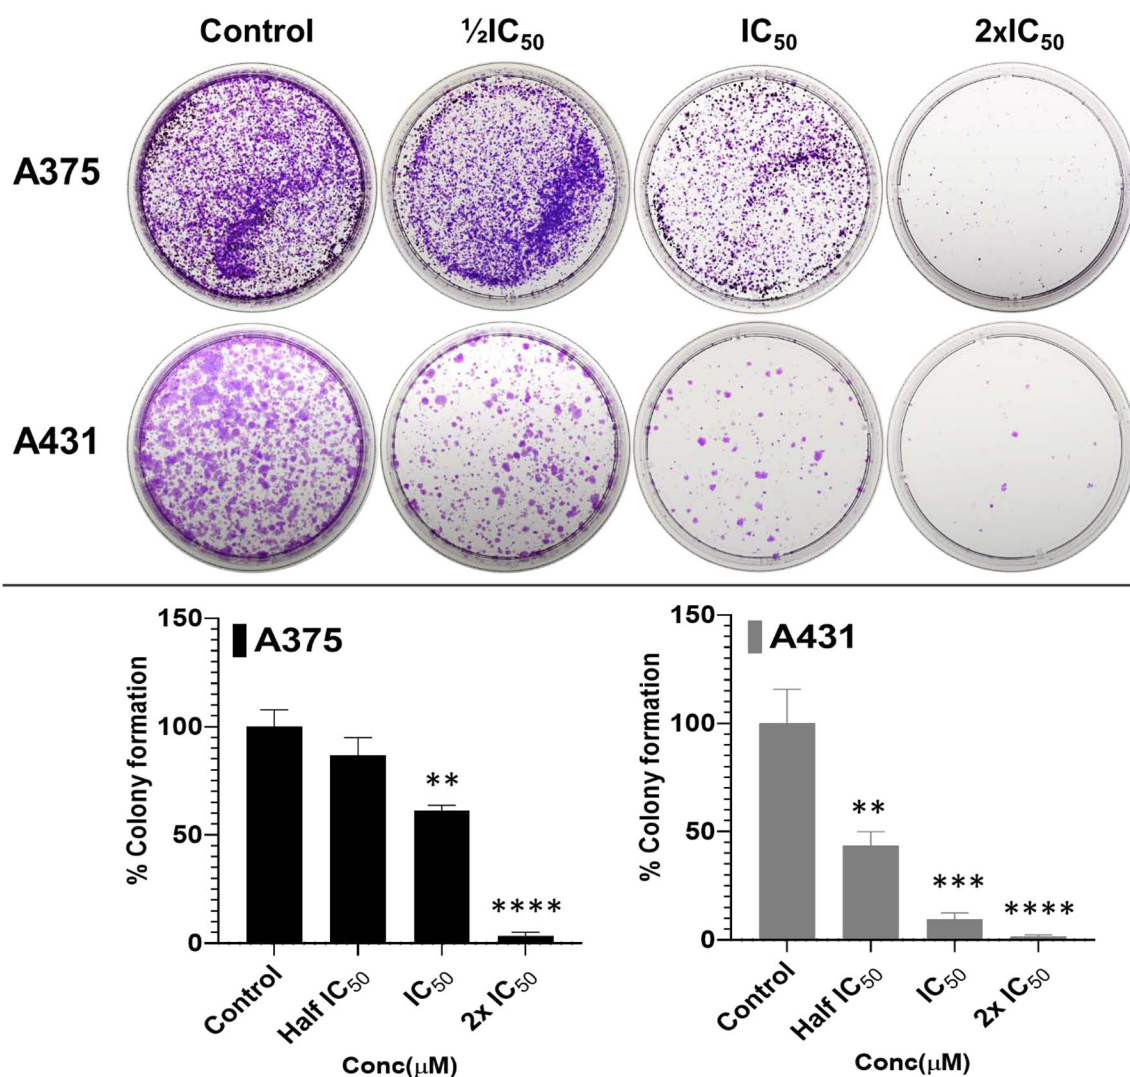 Control ½IC₅₀ IC₅₀ 2xIC₅₀
A375
A431
150
100
50
0
% Colony formation
A375
**
****
Control
Half IC₅₀
IC₅₀
2x IC₅₀
Conc(μM)
150
100
50
0
% Colony formation
A431
**
***
****
Control
Half IC₅₀
IC₅₀
2x IC₅₀
Conc(μM)